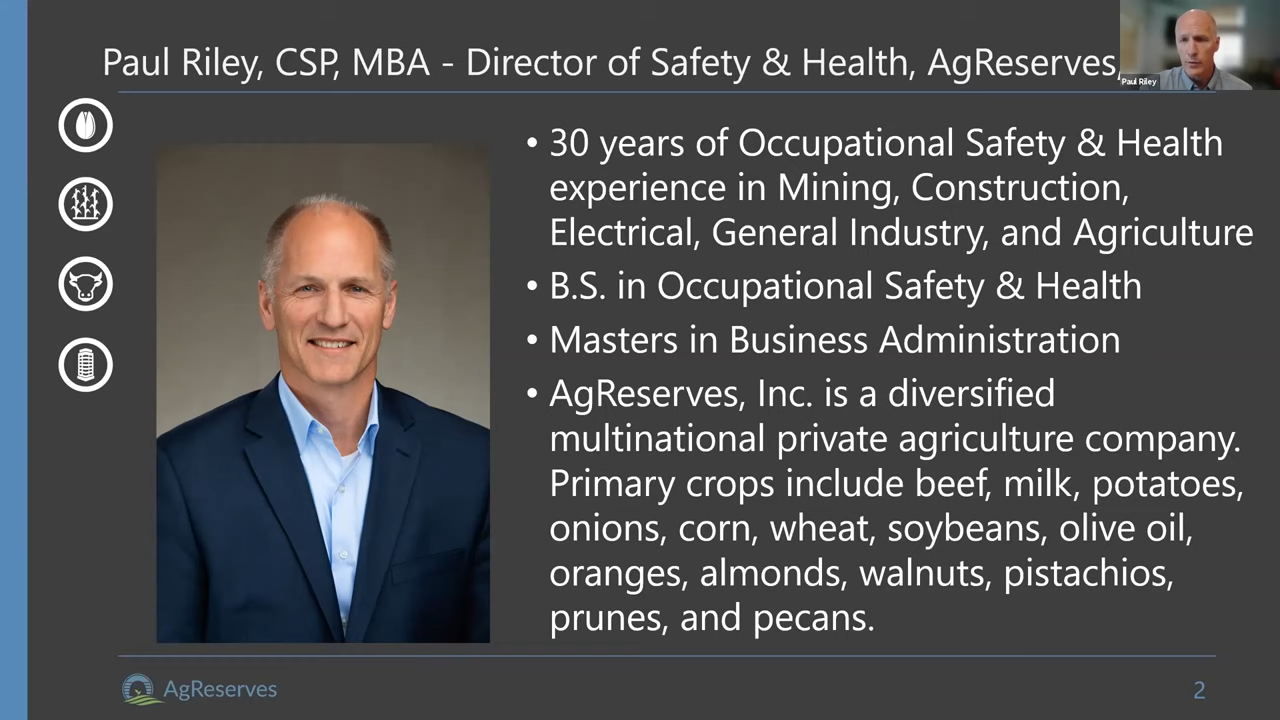 Paul Riley, CSP, MBA - Director of Safety & Health, AgReserves,
Paul Riley
• 30 years of Occupational Safety & Health
experience in Mining, Construction,
Electrical, General Industry, and Agriculture
• B.S. in Occupational Safety & Health
• Masters in Business Administration
• AgReserves, Inc. is a diversified
multinational private agriculture company.
Primary crops include beef, milk, potatoes,
onions, corn, wheat, soybeans, olive oil,
oranges, almonds, walnuts, pistachios,
prunes, and pecans.
AgReserves
2